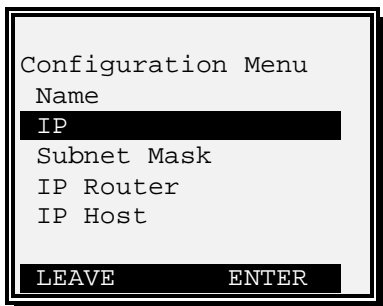 Configuration Menu
Name
IP
Subnet Mask
IP Router
IP Host
LEAVE ENTER